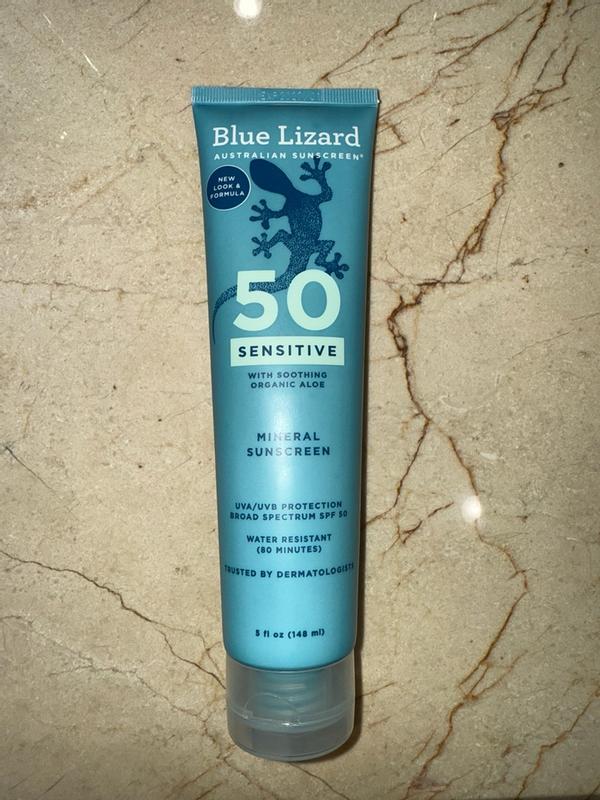 Blue Lizard
AUSTRALIAN SUNSCREEN®
NEW
LOOK &
FORMULA
50
SENSITIVE
WITH SOOTHING
ORGANIC ALOE
MINERAL
SUNSCREEN
UVA/UVB PROTECTION
BROAD SPECTRUM SPF 50
WATER RESISTANT
(80 MINUTES)
TRUSTED BY DERMATOLOGISTS
5 fl oz (148 ml)